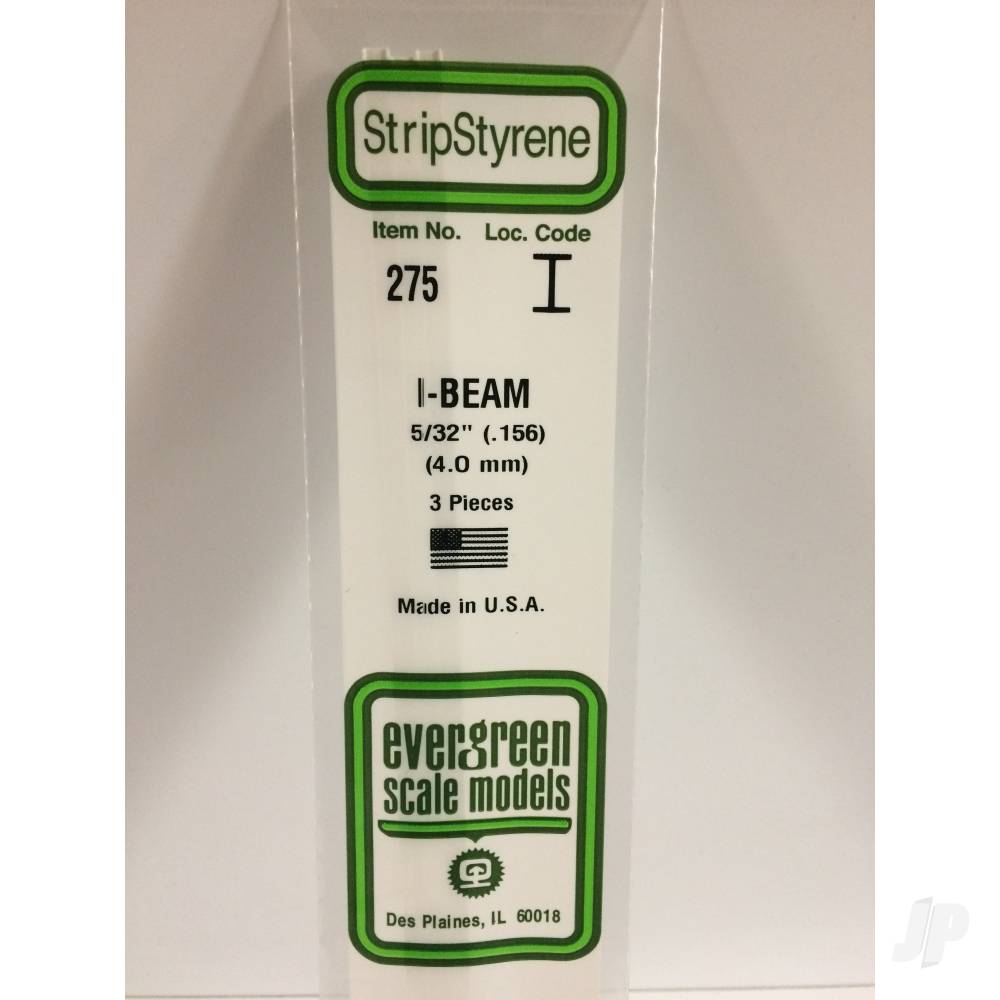 StripStyrene
Item No. Loc. Code
275
I-BEAM
5/32" (.156)
(4.0 mm)
3 Pieces
Made in U.S.A.
evergreen
scale models
Des Plaines, IL 60018
JP